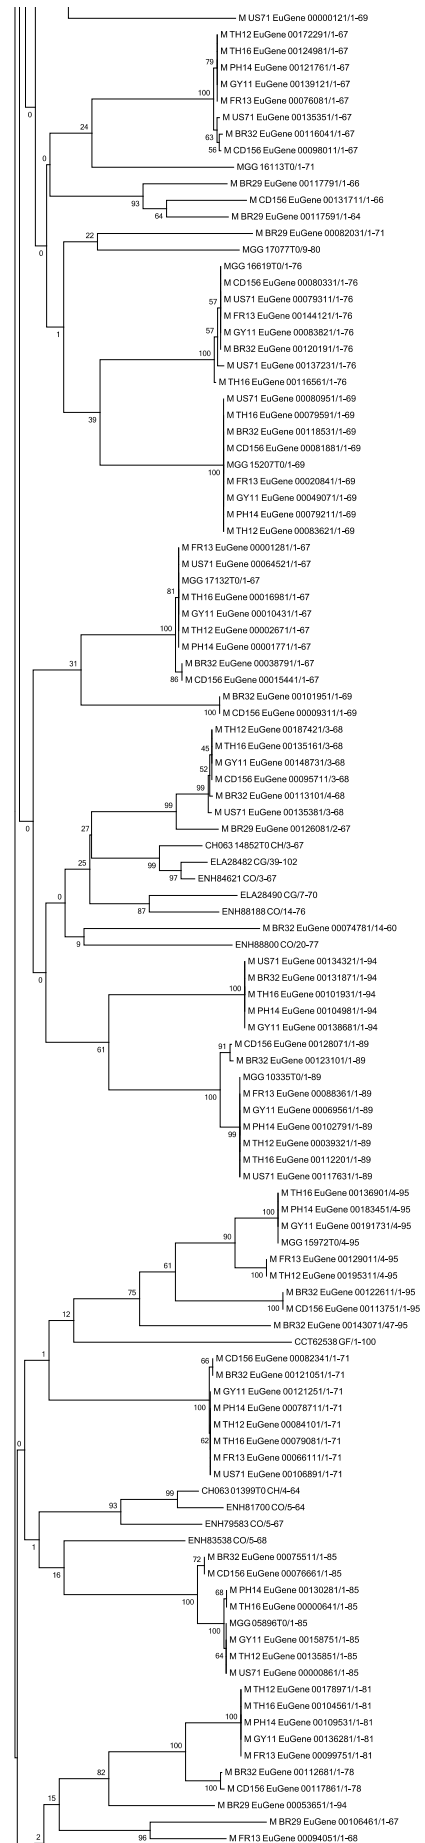 M US71 EuGene 00000121/1-69
M TH12 EuGene 00172291/1-67
M TH16 EuGene 00124981/1-67
79
M PH14 EuGene 00121761/1-67
M GY11 EuGene 00139121/1-67
100
M FR13 EuGene 00076081/1-67
0
M US71 EuGene 00135351/1-67
24
63
M BR32 EuGene 00116041/1-67
56
M CD156 EuGene 00098011/1-67
0
MGG 16113T0/1-71
M BR29 EuGene 00117791/1-66
93
M CD156 EuGene 00131711/1-66
64
M BR29 EuGene 00117591/1-64
22
M BR29 EuGene 00082031/1-71
0
MGG 17077T0/9-80
MGG 16619T0/1-76
M CD156 EuGene 00080331/1-76
57
M US71 EuGene 00079311/1-76
M FR13 EuGene 00144121/1-76
57
M GY11 EuGene 00083821/1-76
1
M BR32 EuGene 00120191/1-76
100
M US71 EuGene 00137231/1-76
M TH16 EuGene 00116561/1-76
M US71 EuGene 00080951/1-69
39
M TH16 EuGene 00079591/1-69
M BR32 EuGene 00118531/1-69
M CD156 EuGene 00081881/1-69
100
MGG 15207T0/1-69
M FR13 EuGene 00020841/1-69
M GY11 EuGene 00049071/1-69
M PH14 EuGene 00079211/1-69
M TH12 EuGene 00083621/1-69
M FR13 EuGene 00001281/1-67
M US71 EuGene 00064521/1-67
MGG 17132T0/1-67
81
M TH16 EuGene 00016981/1-67
M GY11 EuGene 00010431/1-67
100
M TH12 EuGene 00002671/1-67
M PH14 EuGene 00001771/1-67
31
M BR32 EuGene 00038791/1-67
86
M CD156 EuGene 00015441/1-67
M BR32 EuGene 00101951/1-69
100
M CD156 EuGene 00009311/1-69
M TH12 EuGene 00187421/3-68
45
M TH16 EuGene 00135161/3-68
52
M GY11 EuGene 00148731/3-68
M CD156 EuGene 00095711/3-68
99
M BR32 EuGene 00113101/4-68
99
M US71 EuGene 00135381/3-68
0
27
M BR29 EuGene 00126081/2-67
CH063 14852T0 CH/3-67
25
99
ELA28482 CG/39-102
97
ENH84621 CO/3-67
0
ELA28490 CG/7-70
87
ENH88188 CO/14-76
M BR32 EuGene 00074781/14-60
9
ENH88800 CO/20-77
M US71 EuGene 00134321/1-94
0
M BR32 EuGene 00131871/1-94
100
M TH16 EuGene 00101931/1-94
M PH14 EuGene 00104981/1-94
M GY11 EuGene 00138681/1-94
61
91
M CD156 EuGene 00128071/1-89
M BR32 EuGene 00123101/1-89
MGG 10335T0/1-89
100
M FR13 EuGene 00088361/1-89
M GY11 EuGene 00069561/1-89
M PH14 EuGene 00102791/1-89
99
M TH12 EuGene 00039321/1-89
M TH16 EuGene 00112201/1-89
M US71 EuGene 00117631/1-89
M TH16 EuGene 00136901/4-95
100
M PH14 EuGene 00183451/4-95
M GY11 EuGene 00191731/4-95
90
MGG 15972T0/4-95
M FR13 EuGene 00129011/4-95
61
100
M TH12 EuGene 00195311/4-95
75
M BR32 EuGene 00122611/1-95
100
M CD156 EuGene 00113751/1-95
12
M BR32 EuGene 00143071/47-95
CCT62538 GF/1-100
1
66
M CD156 EuGene 00082341/1-71
M BR32 EuGene 00121051/1-71
M GY11 EuGene 00121251/1-71
100
M PH14 EuGene 00078711/1-71
M TH12 EuGene 00084101/1-71
62
M TH16 EuGene 00079081/1-71
0
M FR13 EuGene 00066111/1-71
M US71 EuGene 00106891/1-71
99
CH063 01399T0 CH/4-64
93
ENH81700 CO/5-64
ENH79583 CO/5-67
1
ENH83538 CO/5-68
72
M BR32 EuGene 00075511/1-85
16
M CD156 EuGene 00076661/1-85
100
68
M PH14 EuGene 00130281/1-85
M TH16 EuGene 00000641/1-85
MGG 05896T0/1-85
100
M GY11 EuGene 00158751/1-85
64
M TH12 EuGene 00135851/1-85
M US71 EuGene 00000861/1-85
M TH12 EuGene 00178971/1-81
M TH16 EuGene 00104561/1-81
100
M PH14 EuGene 00109531/1-81
M GY11 EuGene 00136281/1-81
100
M FR13 EuGene 00099751/1-81
82
M BR32 EuGene 00112681/1-78
100
M CD156 EuGene 00117861/1-78
15
M BR29 EuGene 00053651/1-94
M BR29 EuGene 00106461/1-67
2
96
M FR13 EuGene 00094051/1-68